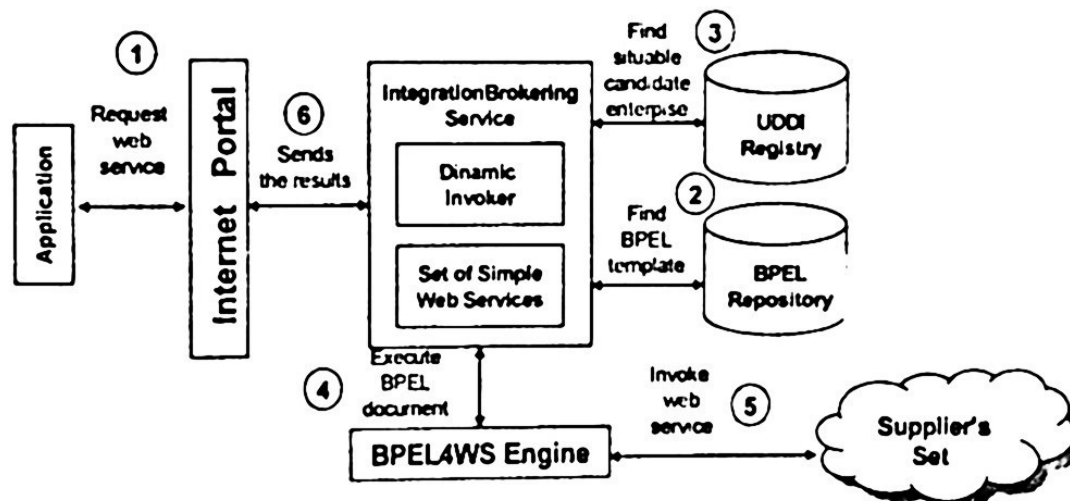 1
Request
web
service
Application
Internet Portal
6
Sends
the results
IntegrationBrokering
Service
Dinamic
Invoker
Set of Simple
Web Services
Find
situable
candidate
enterpise
3
UDDI
Registry
2
Find
BPEL
template
BPEL
Repository
4
Execute
BPEL
document
BPEL4WS Engine
Invoke
web
service
5
Supplier's
Set